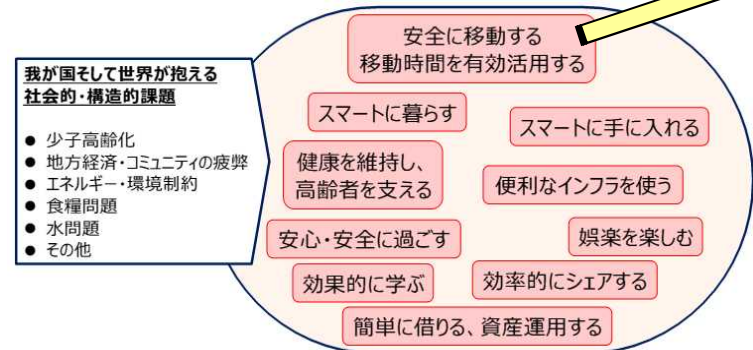 我が国そして世界が抱える
社会的・構造的課題
● 少子高齢化
● 地方経済・コミュニティの疲弊
● エネルギー・環境制約
● 食糧問題
● 水問題
● その他
安全に移動する
移動時間を有効活用する
スマートに暮らす
スマートに手に入れる
健康を維持し、
高齢者を支える
便利なインフラを使う
安心・安全に過ごす
娯楽を楽しむ
効果的に学ぶ
効率的にシェアする
簡単に借りる、資産運用する